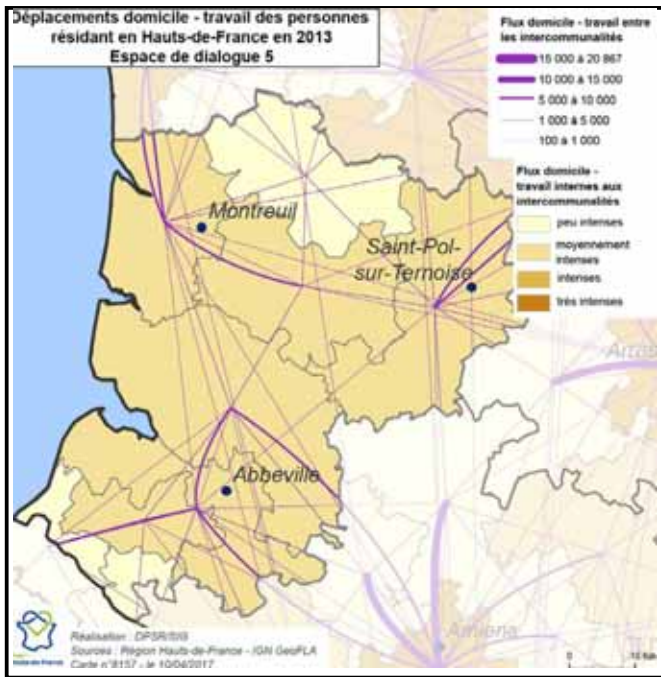 Déplacements domicile - travail des personnes
résidant en Hauts-de-France en 2013
Espace de dialogue 5
Flux domicile - travail entre
les intercommunalités
15 000 à 20 867
10 000 à 15 000
5 000 à 10 000
1 000 à 5 000
100 à 1 000
Flux domicile -
travail internes aux
intercommunalités
peu intenses
moyennement
intenses
intenses
très intenses
Montreuil
Saint-Pol-
sur-Ternoise
Arras
Abbeville
Amiens
Réalisation : DPSR/SIG
Sources : Région Hauts-de-France - IGN GeoFLA
Carte n°8157 - le 10/04/2017
Hauts-de-France
0 10 Km